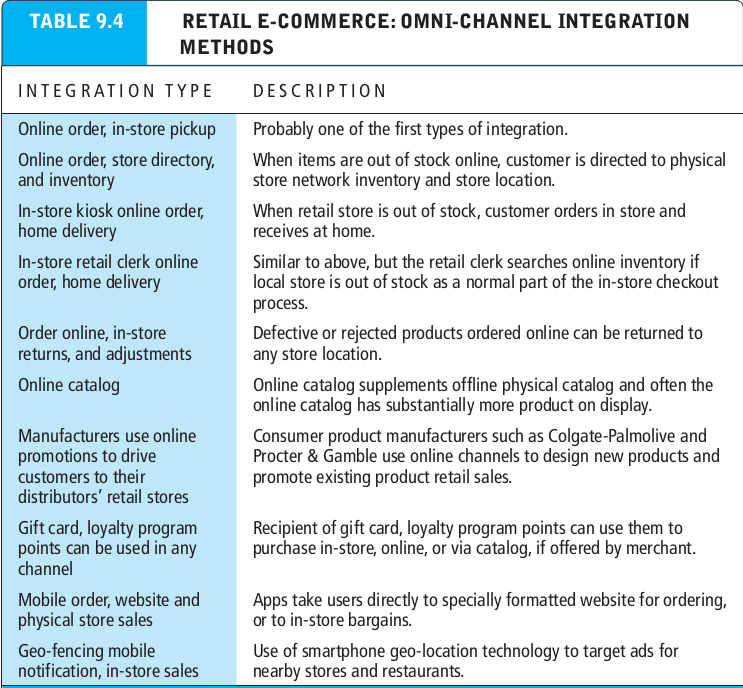 TABLE 9.4
RETAIL E-COMMERCE: OMNI-CHANNEL INTEGRATION
METHODS
INTEGRATION TYPE DESCRIPTION
Online order, in-store pickup
Probably one of the first types of integration.
Online order, store directory,
and inventory
When items are out of stock online, customer is directed to physical
store network inventory and store location.
In-store kiosk online order,
home delivery
When retail store is out of stock, customer orders in store and
receives at home.
In-store retail clerk online
order, home delivery
Similar to above, but the retail clerk searches online inventory if
local store is out of stock as a normal part of the in-store checkout
process.
Order online, in-store
returns, and adjustments
Defective or rejected products ordered online can be returned to
any store location.
Online catalog
Online catalog supplements offline physical catalog and often the
online catalog has substantially more product on display.
Manufacturers use online
promotions to drive
customers to their
distributors’ retail stores
Consumer product manufacturers such as Colgate-Palmolive and
Procter & Gamble use online channels to design new products and
promote existing product retail sales.
Gift card, loyalty program
points can be used in any
channel
Recipient of gift card, loyalty program points can use them to
purchase in-store, online, or via catalog, if offered by merchant.
Mobile order, website and
physical store sales
Apps take users directly to specially formatted website for ordering,
or to in-store bargains.
Geo-fencing mobile
notification, in-store sales
Use of smartphone geo-location technology to target ads for
nearby stores and restaurants.